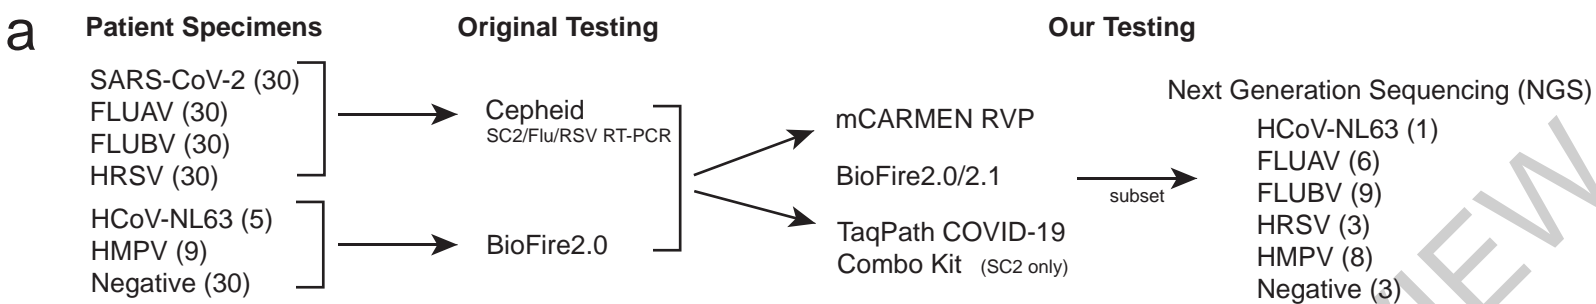 a
Patient Specimens
Original Testing
Our Testing
SARS-CoV-2 (30)
FLUAV (30)
FLUBV (30)
HRSV (30)
HCoV-NL63 (5)
HMPV (9)
Negative (30)
Cepheid
SC2/Flu/RSV RT-PCR
BioFire2.0
mCARMEN RVP
BioFire2.0/2.1
TaqPath COVID-19
Combo Kit (SC2 only)
subset
Next Generation Sequencing (NGS)
HCoV-NL63 (1)
FLUAV (6)
FLUBV (9)
HRSV (3)
HMPV (8)
Negative (3)